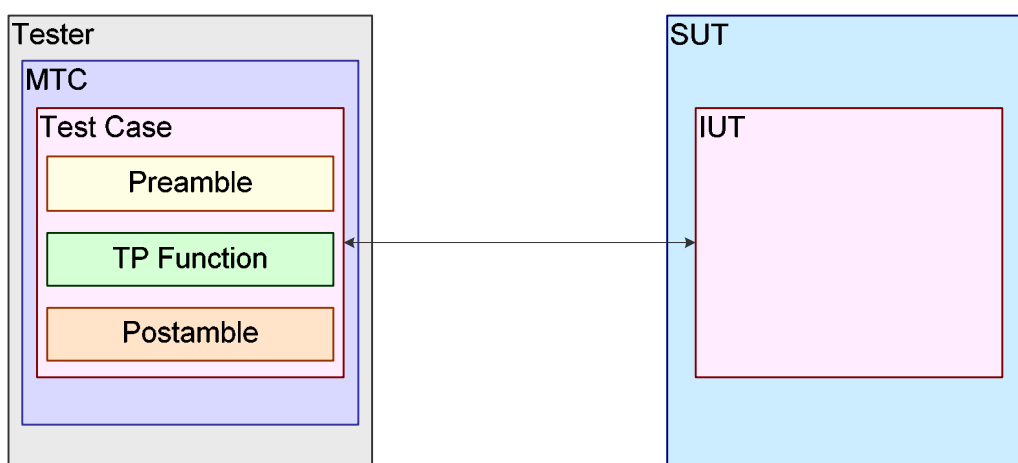 Tester
MTC
Test Case
Preamble
TP Function
Postamble
SUT
IUT